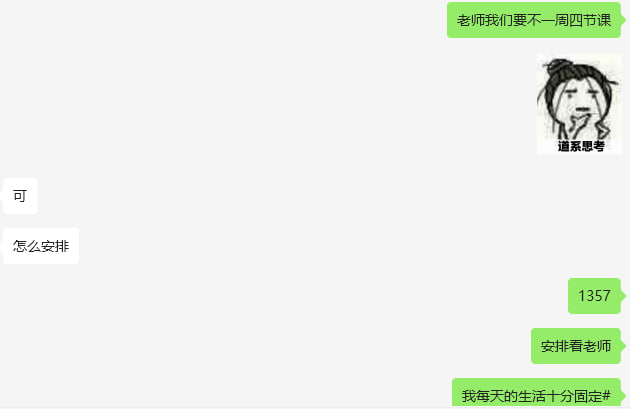 老师我们要不一周四节课
道系思考
可
怎么安排
1357
安排看老师
我每天的生活十分固定#